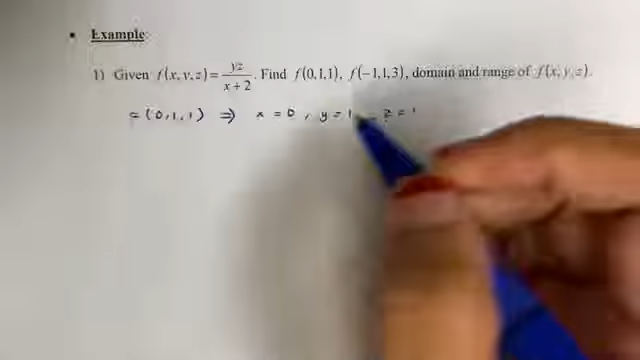 • Example:
1) Given f(x, y, z) = yz / x + 2. Find f(0,1,1), f(−1,1,3), domain and range of f(x, y, z).
= (0,1,1) ⇒ x = 0, y = 1, z = 1